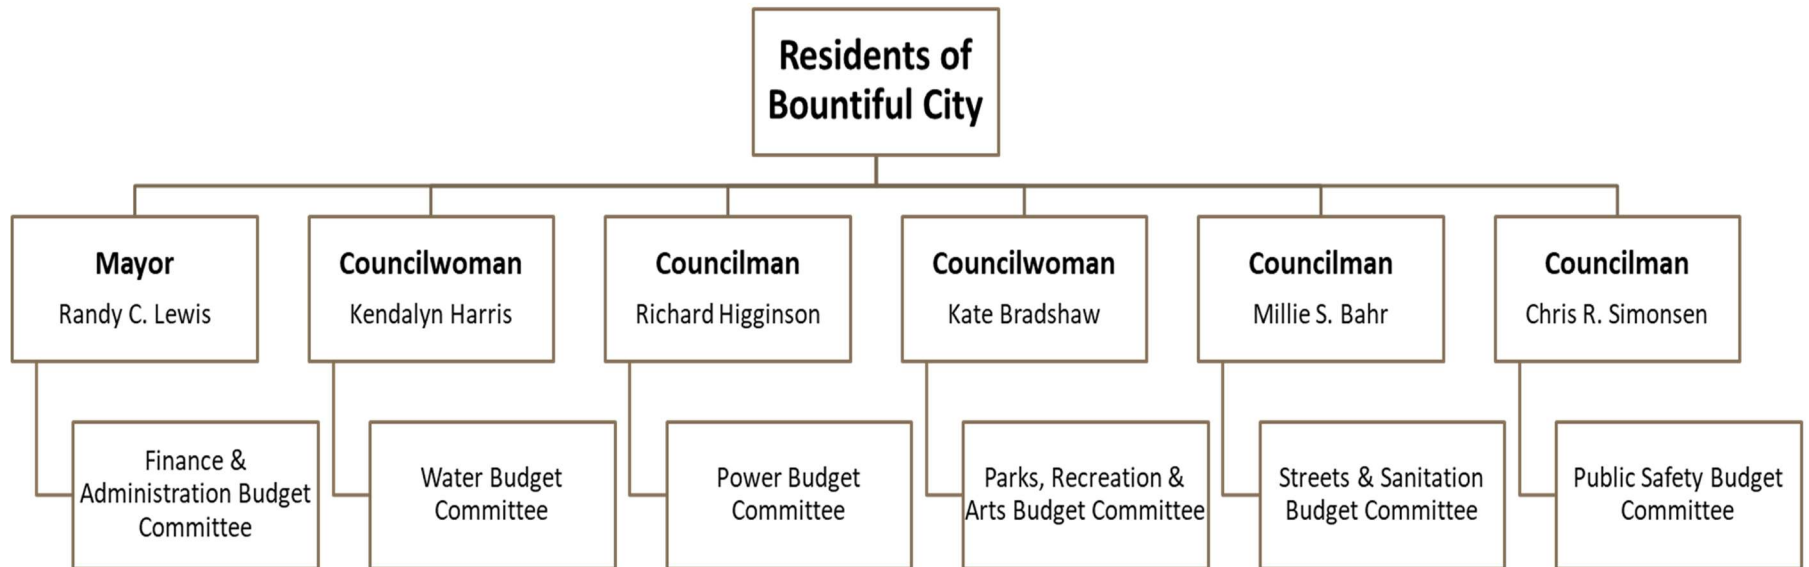 Residents of
Bountiful City
Mayor
Randy C. Lewis
Councilwoman
Kendalyn Harris
Councilman
Richard Higginson
Councilwoman
Kate Bradshaw
Councilman
Millie S. Bahr
Councilman
Chris R. Simonsen
Finance &
Administration Budget
Committee
Water Budget
Committee
Power Budget
Committee
Parks, Recreation &
Arts Budget Committee
Streets & Sanitation
Budget Committee
Public Safety Budget
Committee